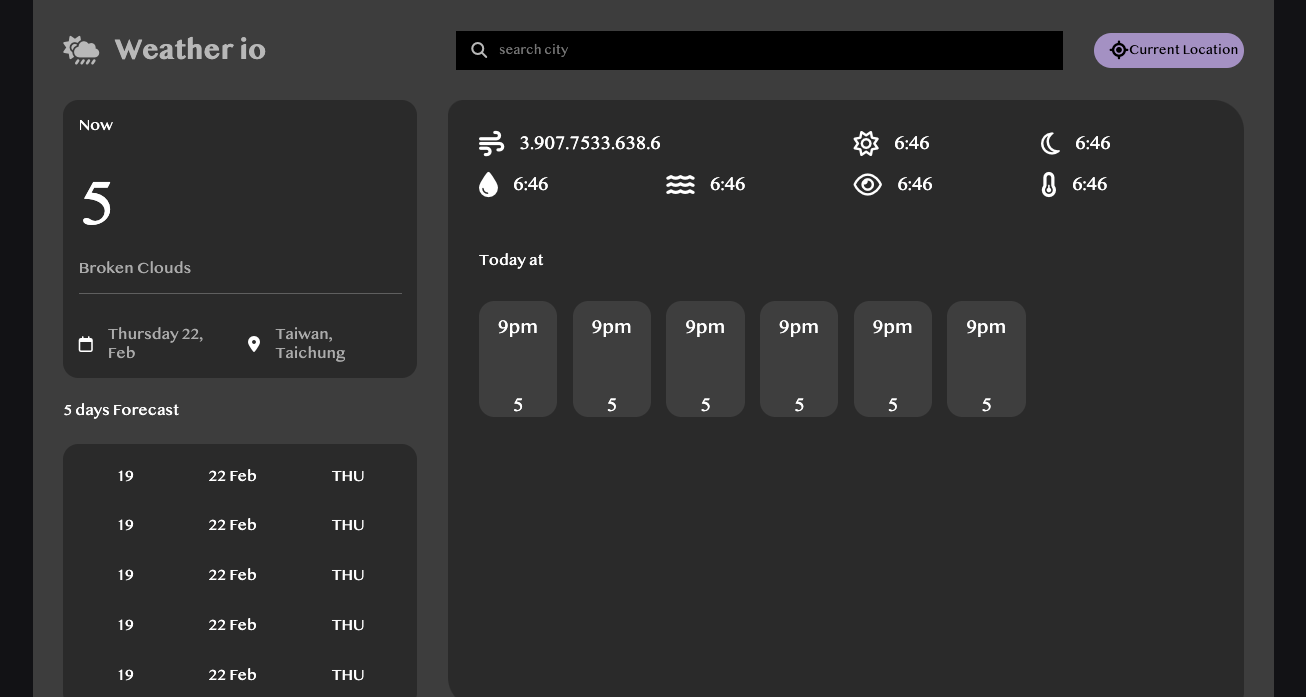 Weather io
search city
Current Location
Now
5
Broken Clouds
Thursday 22,
Feb
Taiwan,
Taichung
5 days Forecast
19 22 Feb THU
19 22 Feb THU
19 22 Feb THU
19 22 Feb THU
19 22 Feb THU
3.907.7533.638.6 6:46 6:46
6:46 6:46 6:46 6:46
Today at
9pm 9pm 9pm 9pm 9pm 9pm
5 5 5 5 5 5